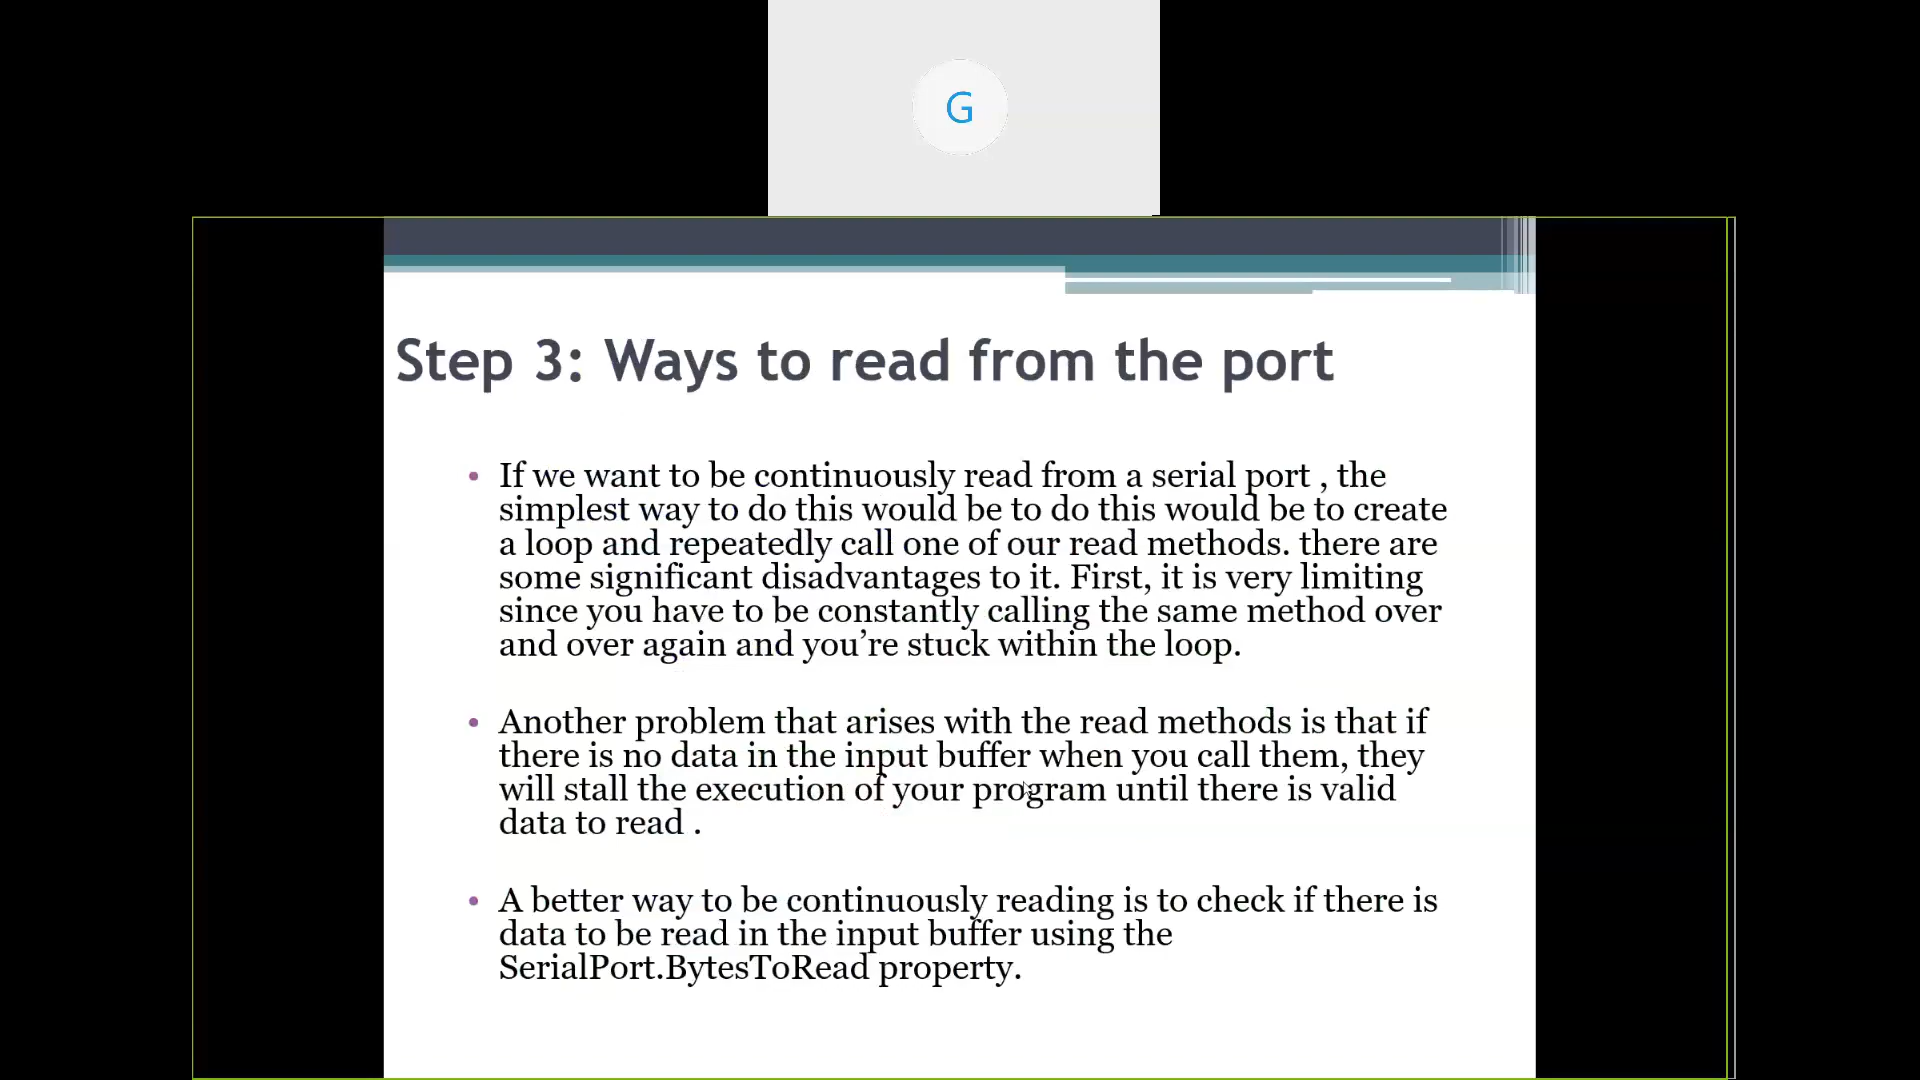 G
Step 3: Ways to read from the port
• If we want to be continuously read from a serial port , the
simplest way to do this would be to do this would be to create
a loop and repeatedly call one of our read methods. there are
some significant disadvantages to it. First, it is very limiting
since you have to be constantly calling the same method over
and over again and you’re stuck within the loop.
• Another problem that arises with the read methods is that if
there is no data in the input buffer when you call them, they
will stall the execution of your program until there is valid
data to read .
• A better way to be continuously reading is to check if there is
data to be read in the input buffer using the
SerialPort.BytesToRead property.